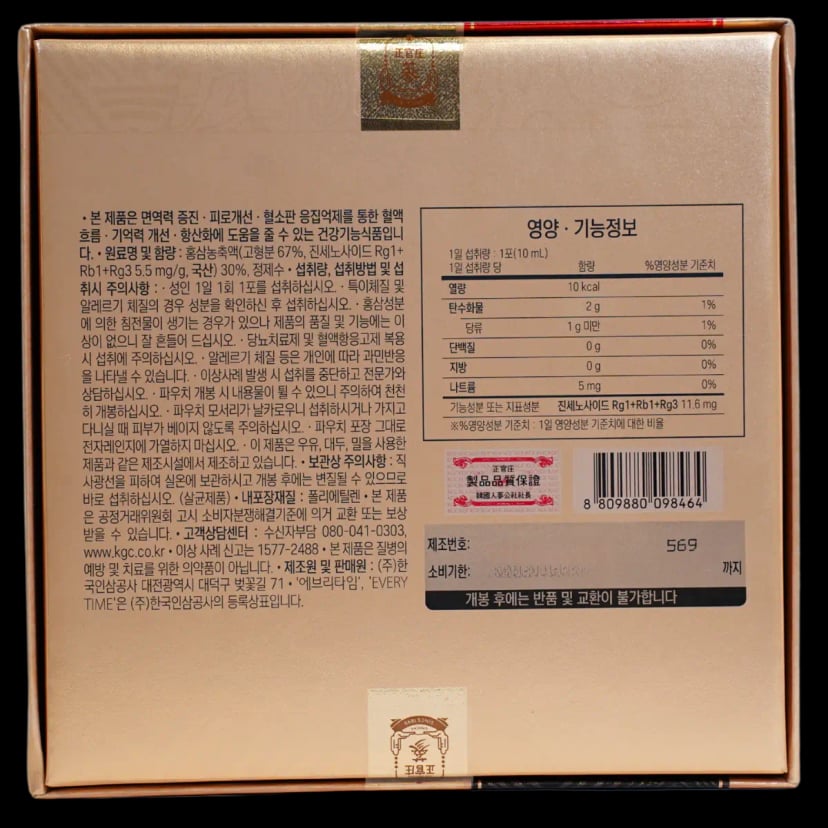 正官庄
蔘
• 본 제품은 면역력 증진 · 피로개선 · 혈소판 응집억제를 통한 혈액
흐름 · 기억력 개선 · 항산화에 도움을 줄 수 있는 건강기능식품입니
다. • 원료명 및 함량 : 홍삼농축액(고형분 67%, 진세노사이드 Rg1+
Rb1+Rg3 5.5 mg/g, 국산) 30%, 정제수 • 섭취량, 섭취방법 및 섭
취시 주의사항 : · 성인 1일 1회 1포를 섭취하십시오. · 특이체질 및
알레르기 체질의 경우 성분을 확인하신 후 섭취하십시오. · 홍삼성분
에 의한 침전물이 생기는 경우가 있으나 제품의 품질 및 기능에는 이
상이 없으니 잘 흔들어 드십시오. · 당뇨치료제 및 혈액항응고제 복용
시 섭취에 주의하십시오. · 알레르기 체질 등은 개인에 따라 과민반응
을 나타낼 수 있습니다. · 이상사례 발생 시 섭취를 중단하고 전문가와
상담하십시오. · 파우치 개봉 시 내용물이 튈 수 있으니 주의하여 천천
히 개봉하십시오. · 파우치 모서리가 날카로우니 섭취하시거나 가지고
다니실 때 피부가 베이지 않도록 주의하십시오. · 파우치 포장 그대로
전자레인지에 가열하지 마십시오. · 이 제품은 우유, 대두, 밀을 사용한
제품과 같은 제조시설에서 제조하고 있습니다. • 보관상 주의사항 : 직
사광선을 피하여 실온에 보관하시고 개봉 후에는 변질될 수 있으므로
바로 섭취하십시오. (살균제품) • 내포장재질 : 폴리에틸렌 • 본 제품
은 공정거래위원회 고시 소비자분쟁해결기준에 의거 교환 또는 보상
받을 수 있습니다. • 고객상담센터 : 수신자부담 080-041-0303,
www.kgc.co.kr • 이상 사례 신고는 1577-2488 • 본 제품은 질병의
예방 및 치료를 위한 의약품이 아닙니다. • 제조원 및 판매원 : (주)한
국인삼공사 대전광역시 대덕구 벚꽃길 71 • '에브리타임', 'EVERY
TIME'은 (주)한국인삼공사의 등록상표입니다.
영양 · 기능정보
1일 섭취량 : 1포(10 mL)
1일 섭취량 당 함량 %영양성분 기준치
열량 10 kcal
탄수화물 2 g 1%
당류 1 g 미만 1%
단백질 0 g 0%
지방 0 g 0%
나트륨 5 mg 0%
기능성분 또는 지표성분 진세노사이드 Rg1+Rb1+Rg3 11.6 mg
※%영양성분 기준치 : 1일 영양성분 기준치에 대한 비율
正官庄
製品品質保證
韓國人蔘公社社長
8 809880 098464
제조번호: 569
소비기한: 까지
개봉 후에는 반품 및 교환이 불가합니다
蔘
正官庄